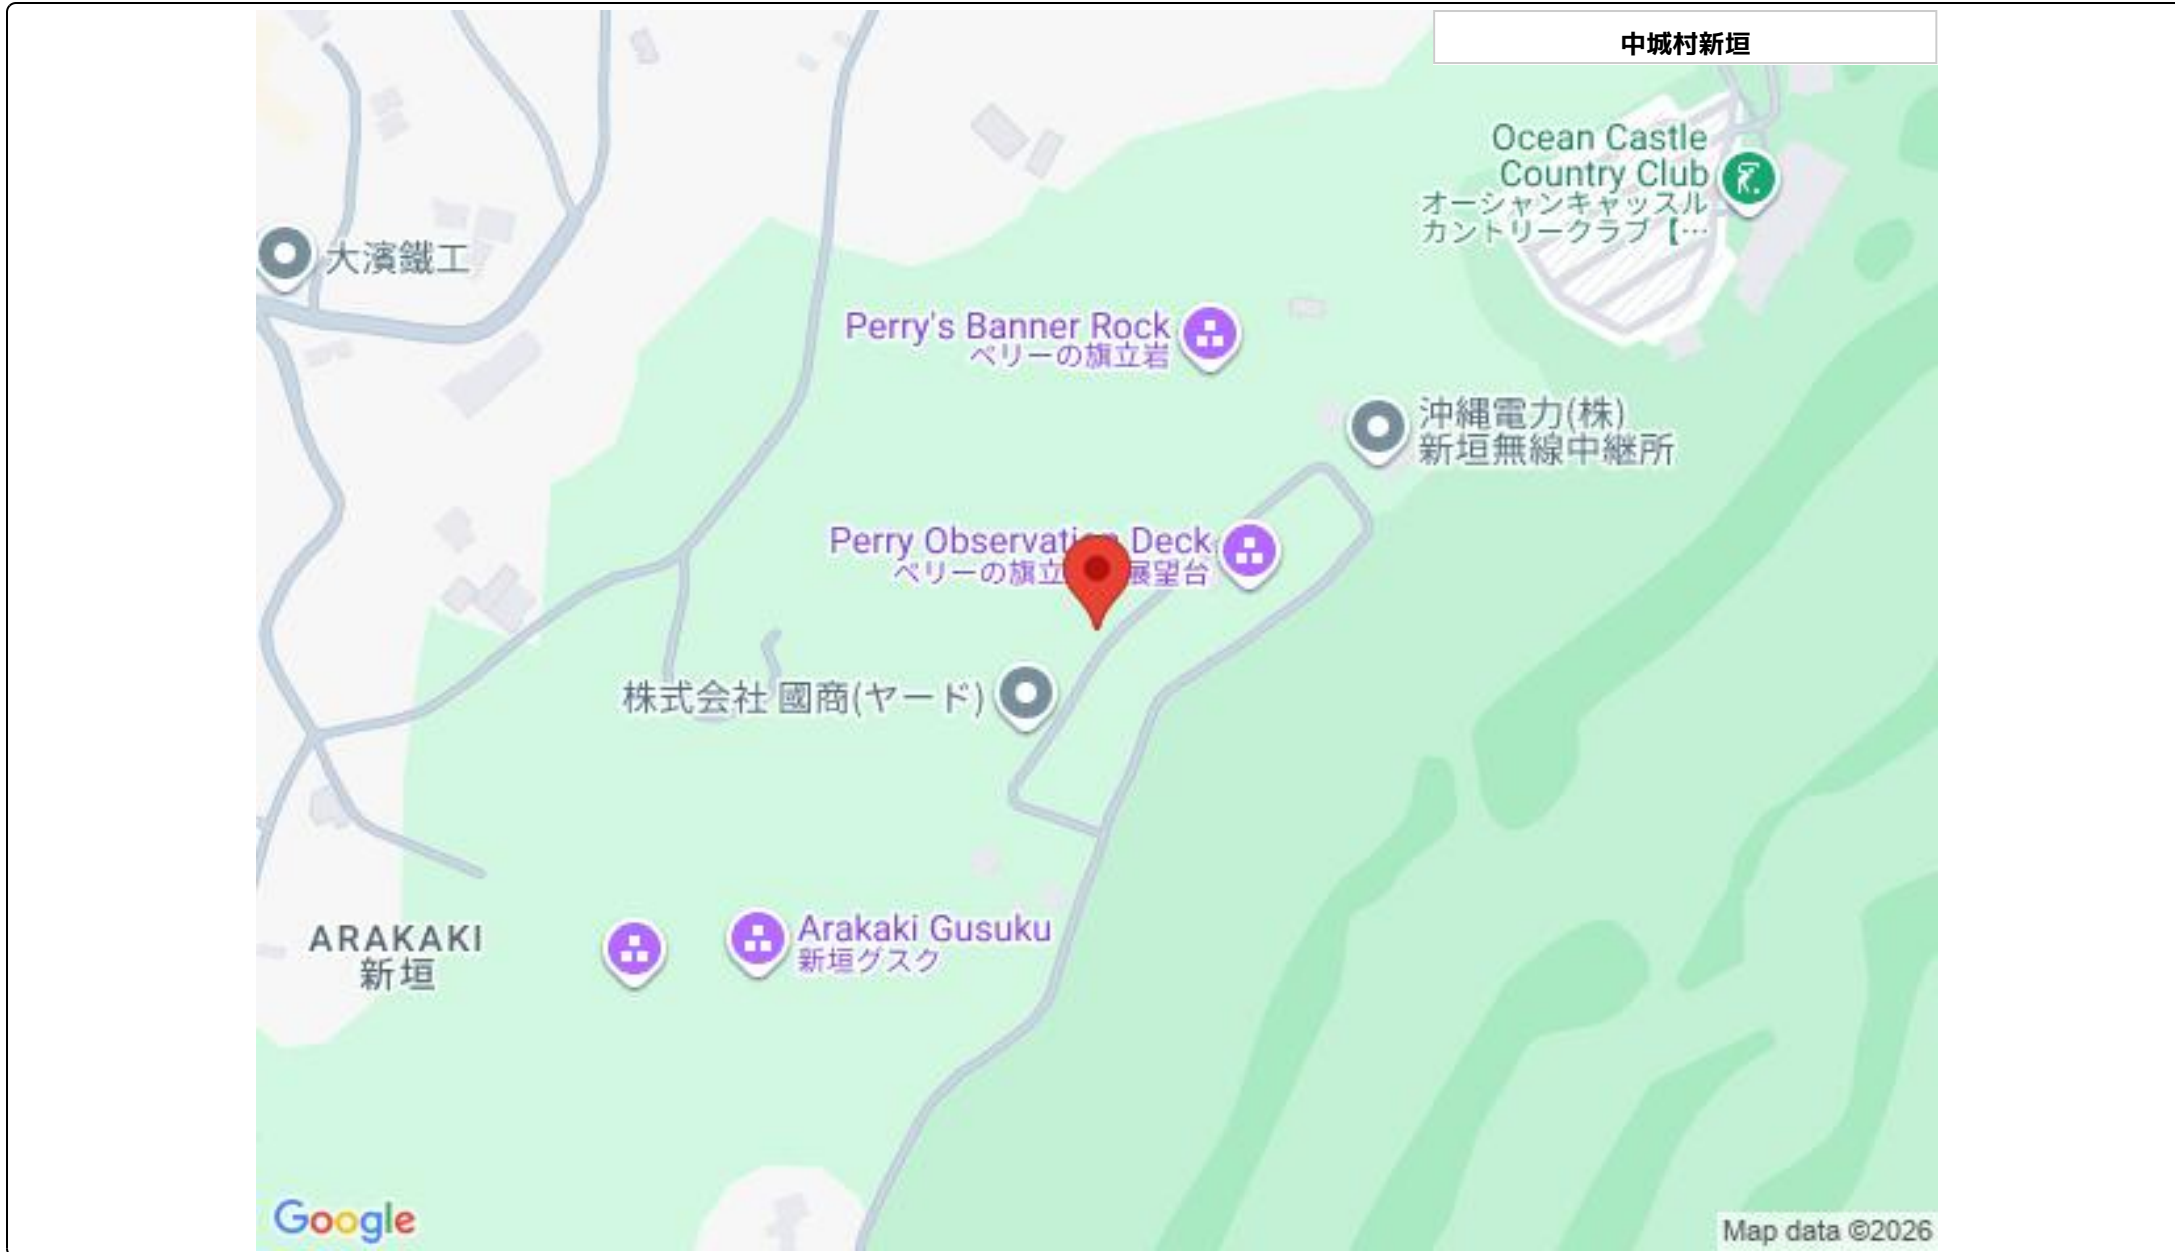 中城村新垣
Ocean Castle
Country Club
オーシャンキャッスル
カントリークラブ【…
大濱鐵工
Perry's Banner Rock
ペリーの旗立岩
沖縄電力(株)
新垣無線中継所
Perry Observation Deck
ペリーの旗立 展望台
株式会社 國商(ヤード)
Arakaki Gusuku
新垣グスク
ARAKAKI
新垣
Google
Map data ©2026